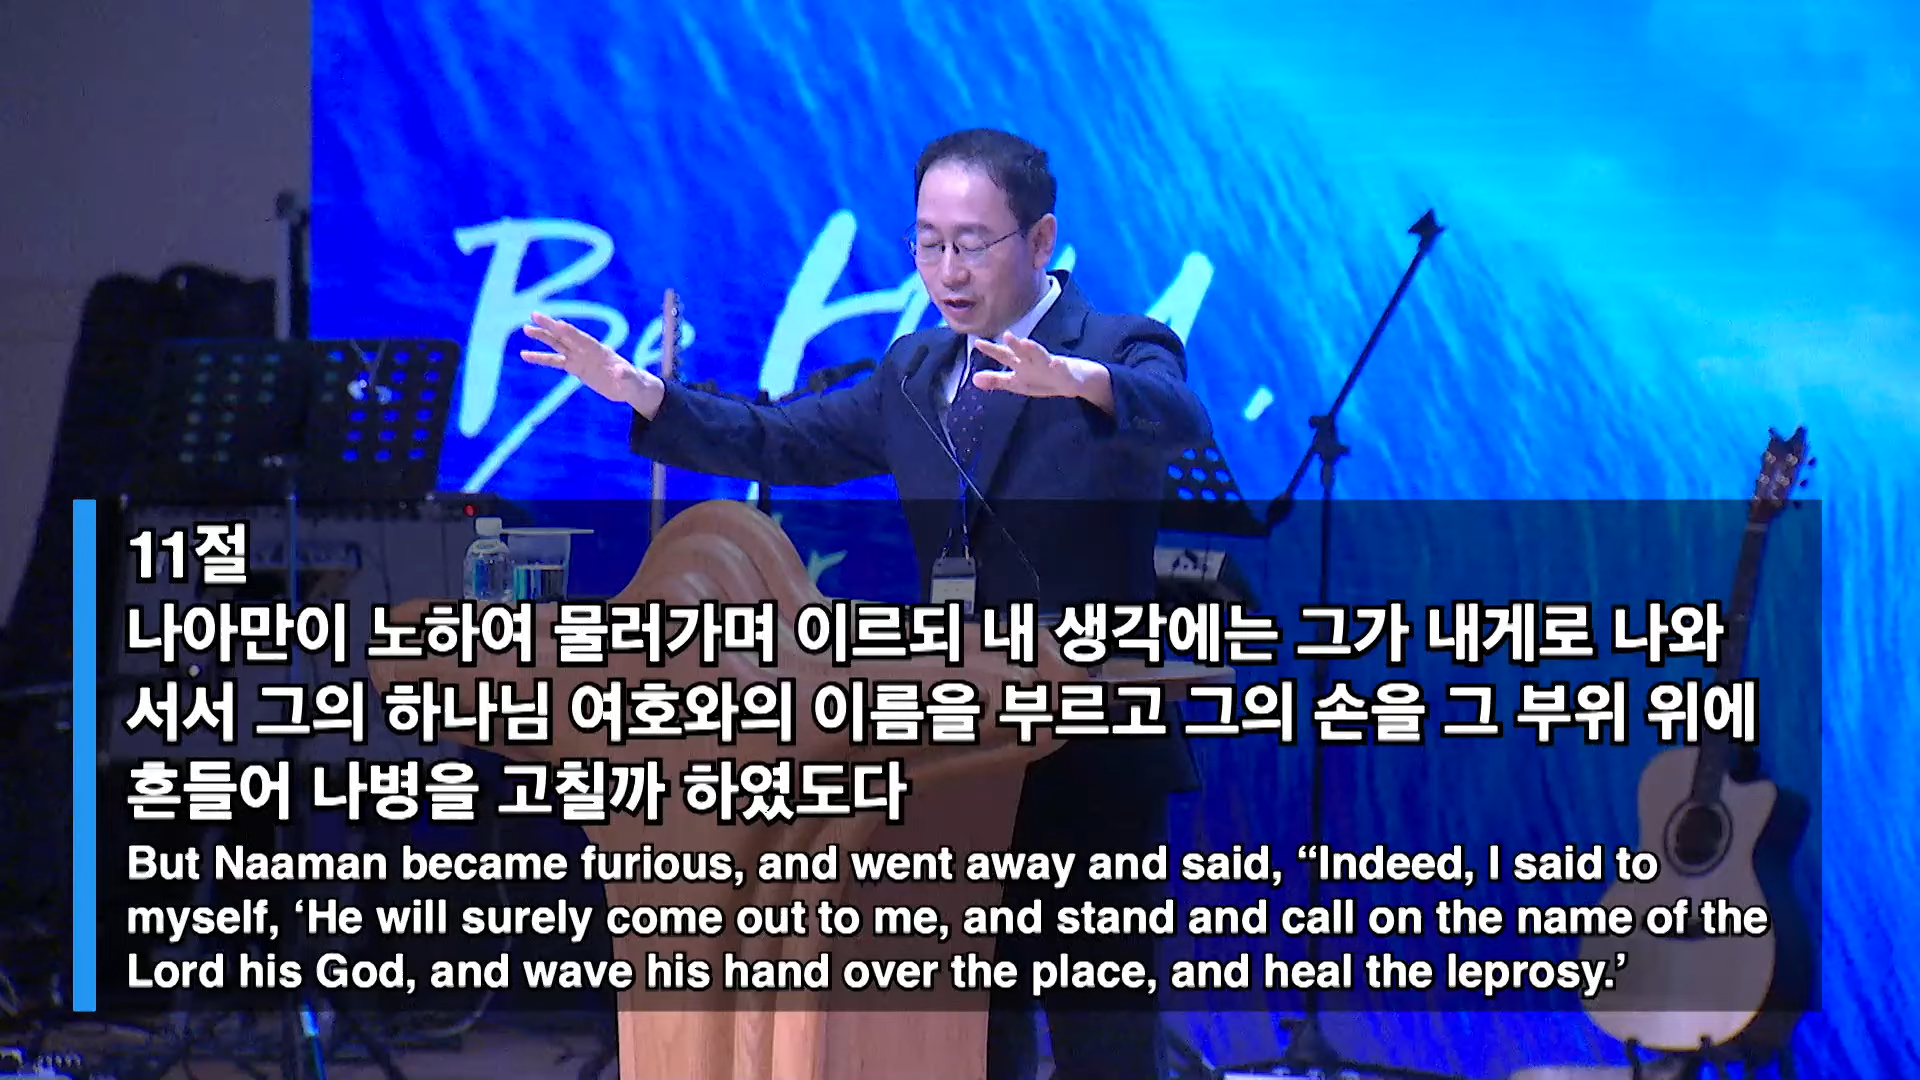 Be
11절
나아만이 노하여 물러가며 이르되 내 생각에는 그가 내게로 나와
서서 그의 하나님 여호와의 이름을 부르고 그의 손을 그 부위 위에
흔들어 나병을 고칠까 하였도다
But Naaman became furious, and went away and said, “Indeed, I said to
myself, ‘He will surely come out to me, and stand and call on the name of the
Lord his God, and wave his hand over the place, and heal the leprosy.’